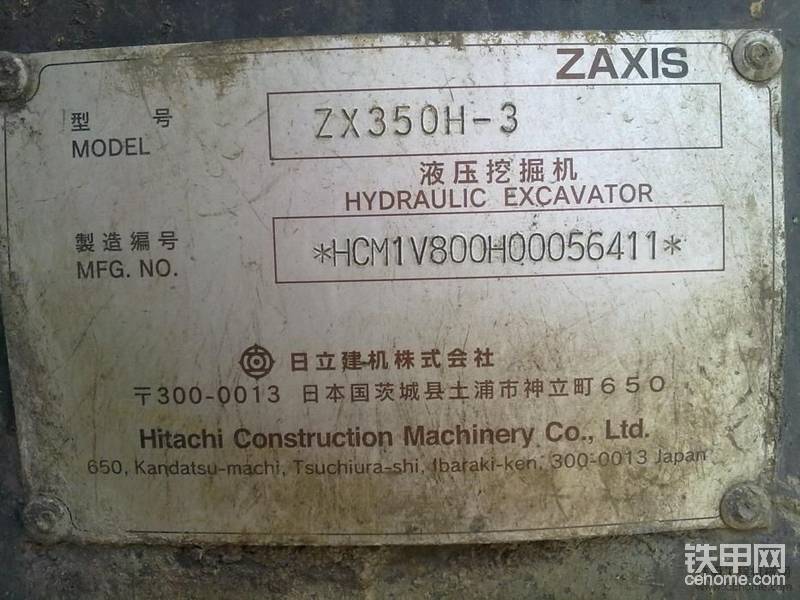 ZAXIS
型 号 ZX350H-3
MODEL
液压挖掘机
HYDRAULIC EXCAVATOR
製造编号 *HCM1V800H00056411*
MFG. NO.
日立建机株式会社
〒300-0013 日本国茨城县土浦市神立町650
Hitachi Construction Machinery Co., Ltd.
650, Kandatsu-machi, Tsuchiura-shi, Ibaraki-ken, 300-0013 Japan
铁甲网
cehome.com